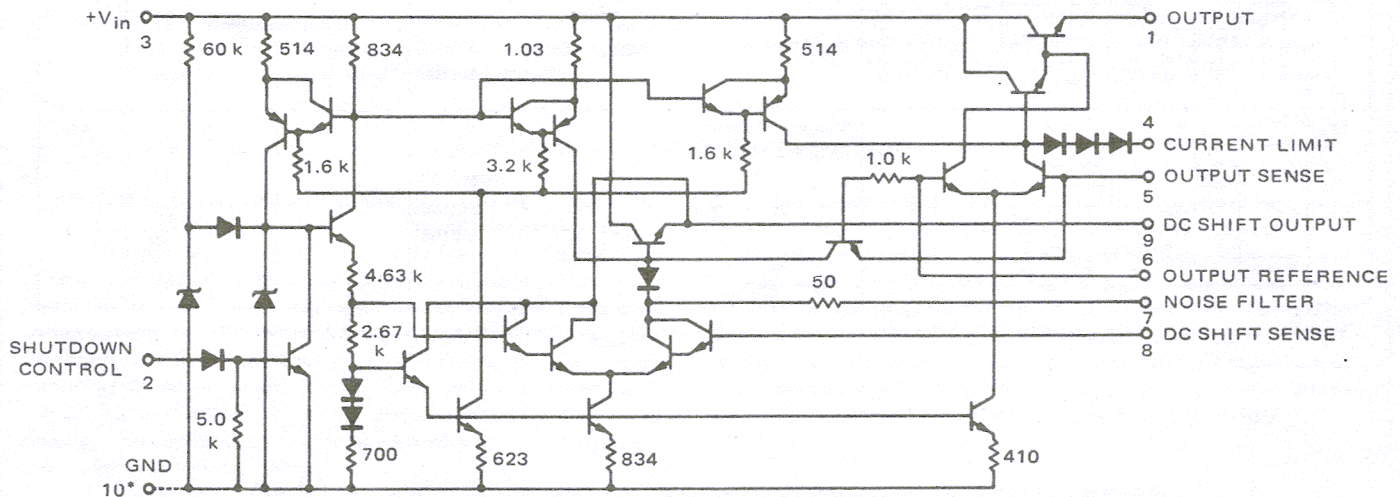 +Vin
3
60 k
514
834
1.03
514
OUTPUT
1
4
CURRENT LIMIT
1.6 k
3.2 k
1.6 k
1.0 k
OUTPUT SENSE
5
DC SHIFT OUTPUT
9
6
OUTPUT REFERENCE
4.63 k
50
NOISE FILTER
7
2.67
k
DC SHIFT SENSE
8
SHUTDOWN
CONTROL
2
5.0
k
700
623
834
410
GND
10*